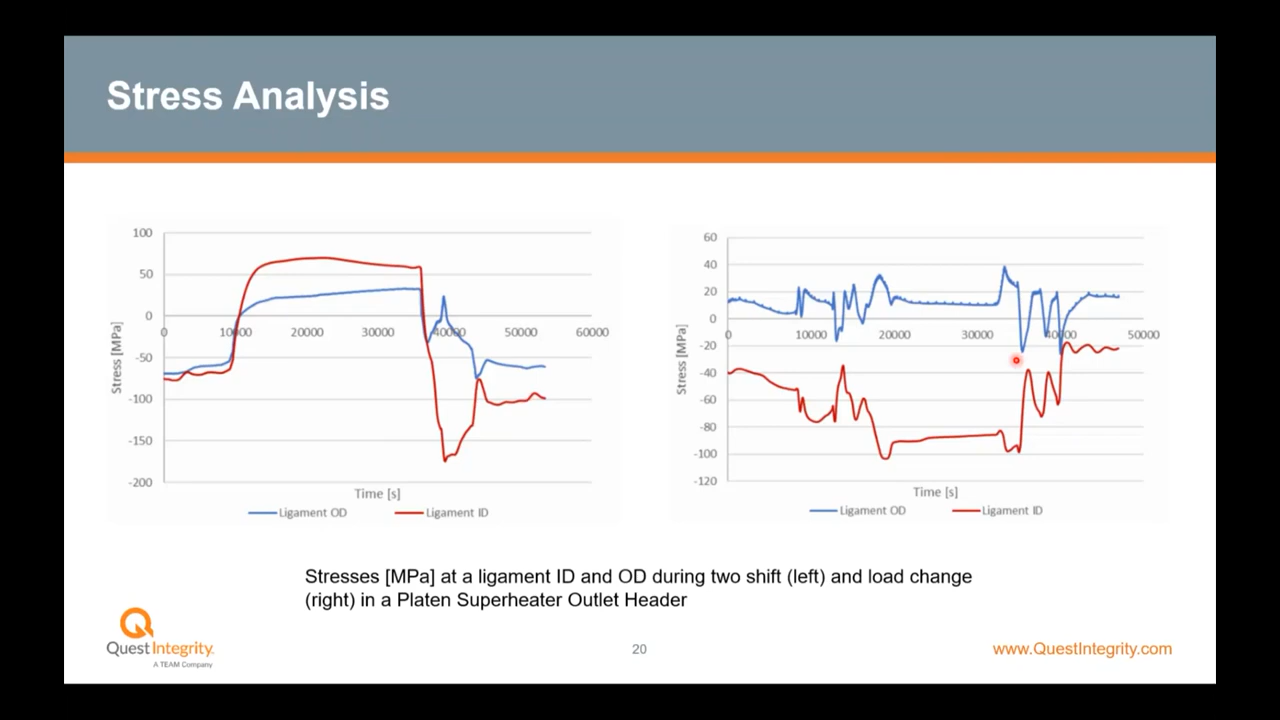 Stress Analysis
100
50
0
-50
-100
-150
-200
0
10000
20000
30000
40000
50000
60000
Stress [MPa]
Time [s]
Ligament OD
Ligament ID
60
40
20
0
-20
-40
-60
-80
-100
-120
0
10000
20000
30000
40000
50000
Stress [MPa]
Time [s]
Ligament OD
Ligament ID
Stresses [MPa] at a ligament ID and OD during two shift (left) and load change
(right) in a Platen Superheater Outlet Header
QuestIntegrity
A TEAM Company
20
www.QuestIntegrity.com